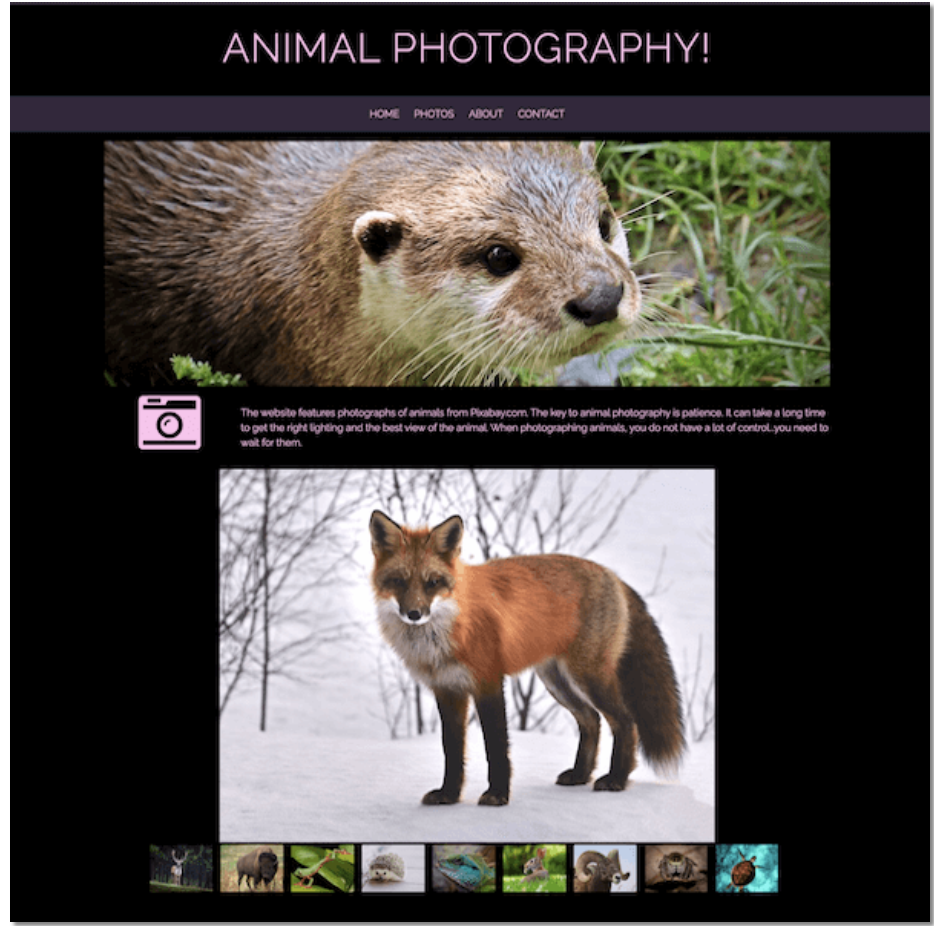 ANIMAL PHOTOGRAPHY!
HOME PHOTOS ABOUT CONTACT
The website features photographs of animals from Pixabay.com. The key to animal photography is patience. It can take a long time
to get the right lighting and the best view of the animal. When photographing animals, you do not have a lot of control...you need to
wait for them.